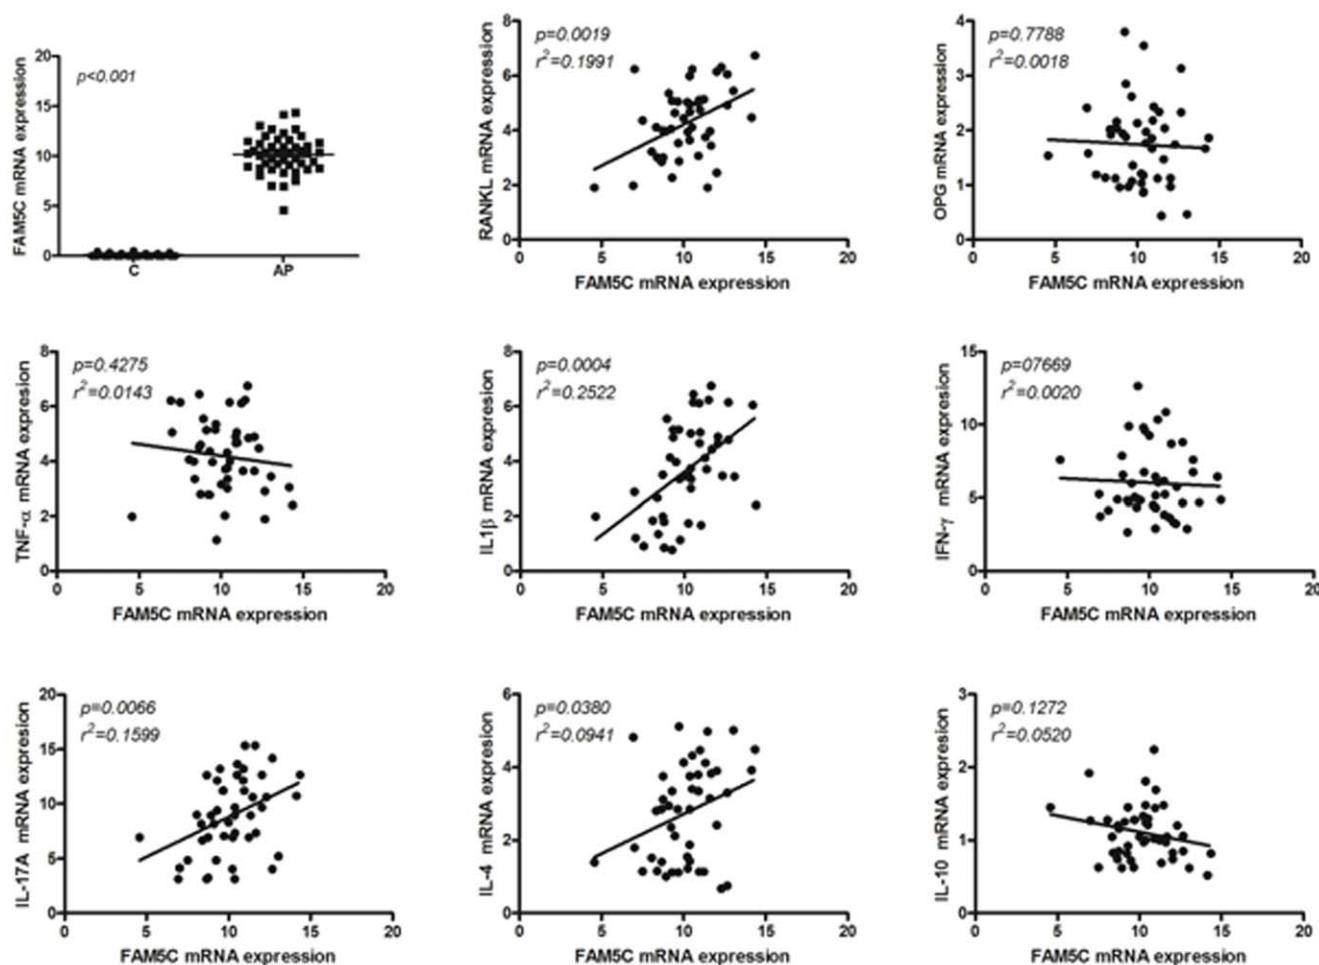 FAM5C mRNA expression
20
15
10
5
0
p<0.001
C
AP
RANKL mRNA expression
8
6
4
2
0
p=0.0019
r²=0.1991
0 5 10 15 20
FAM5C mRNA expression
OPG mRNA expression
4
3
2
1
0
p=0.7788
r²=0.0018
0 5 10 15 20
FAM5C mRNA expression
TNF-α mRNA expresion
8
6
4
2
0
p=0.4275
r²=0.0143
0 5 10 15 20
FAM5C mRNA expression
IL1β mRNA expression
8
6
4
2
0
p=0.0004
r²=0.2522
0 5 10 15 20
FAM5C mRNA expression
IFN-γ mRNA expresion
15
10
5
0
p=07669
r²=0.0020
0 5 10 15 20
FAM5C mRNA expression
IL-17A mRNA expresion
20
15
10
5
0
p=0.0066
r²=0.1599
0 5 10 15 20
FAM5C mRNA expression
IL-4 mRNA expression
6
4
2
0
p=0.0380
r²=0.0941
0 5 10 15 20
FAM5C mRNA expression
IL-10 mRNA expression
3
2
1
0
p=0.1272
r²=0.0520
0 5 10 15 20
FAM5C mRNA expression